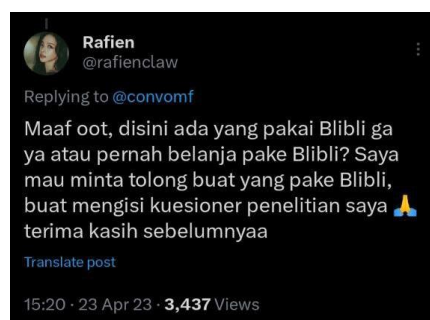 Rafien
@rafienclaw
Replying to @convomf
Maaf oot, disini ada yang pakai Blibli ga
ya atau pernah belanja pake Blibli? Saya
mau minta tolong buat yang pake Blibli,
buat mengisi kuesioner penelitian saya 🙏
terima kasih sebelumnyaa
Translate post
15:20 · 23 Apr 23 · 3,437 Views